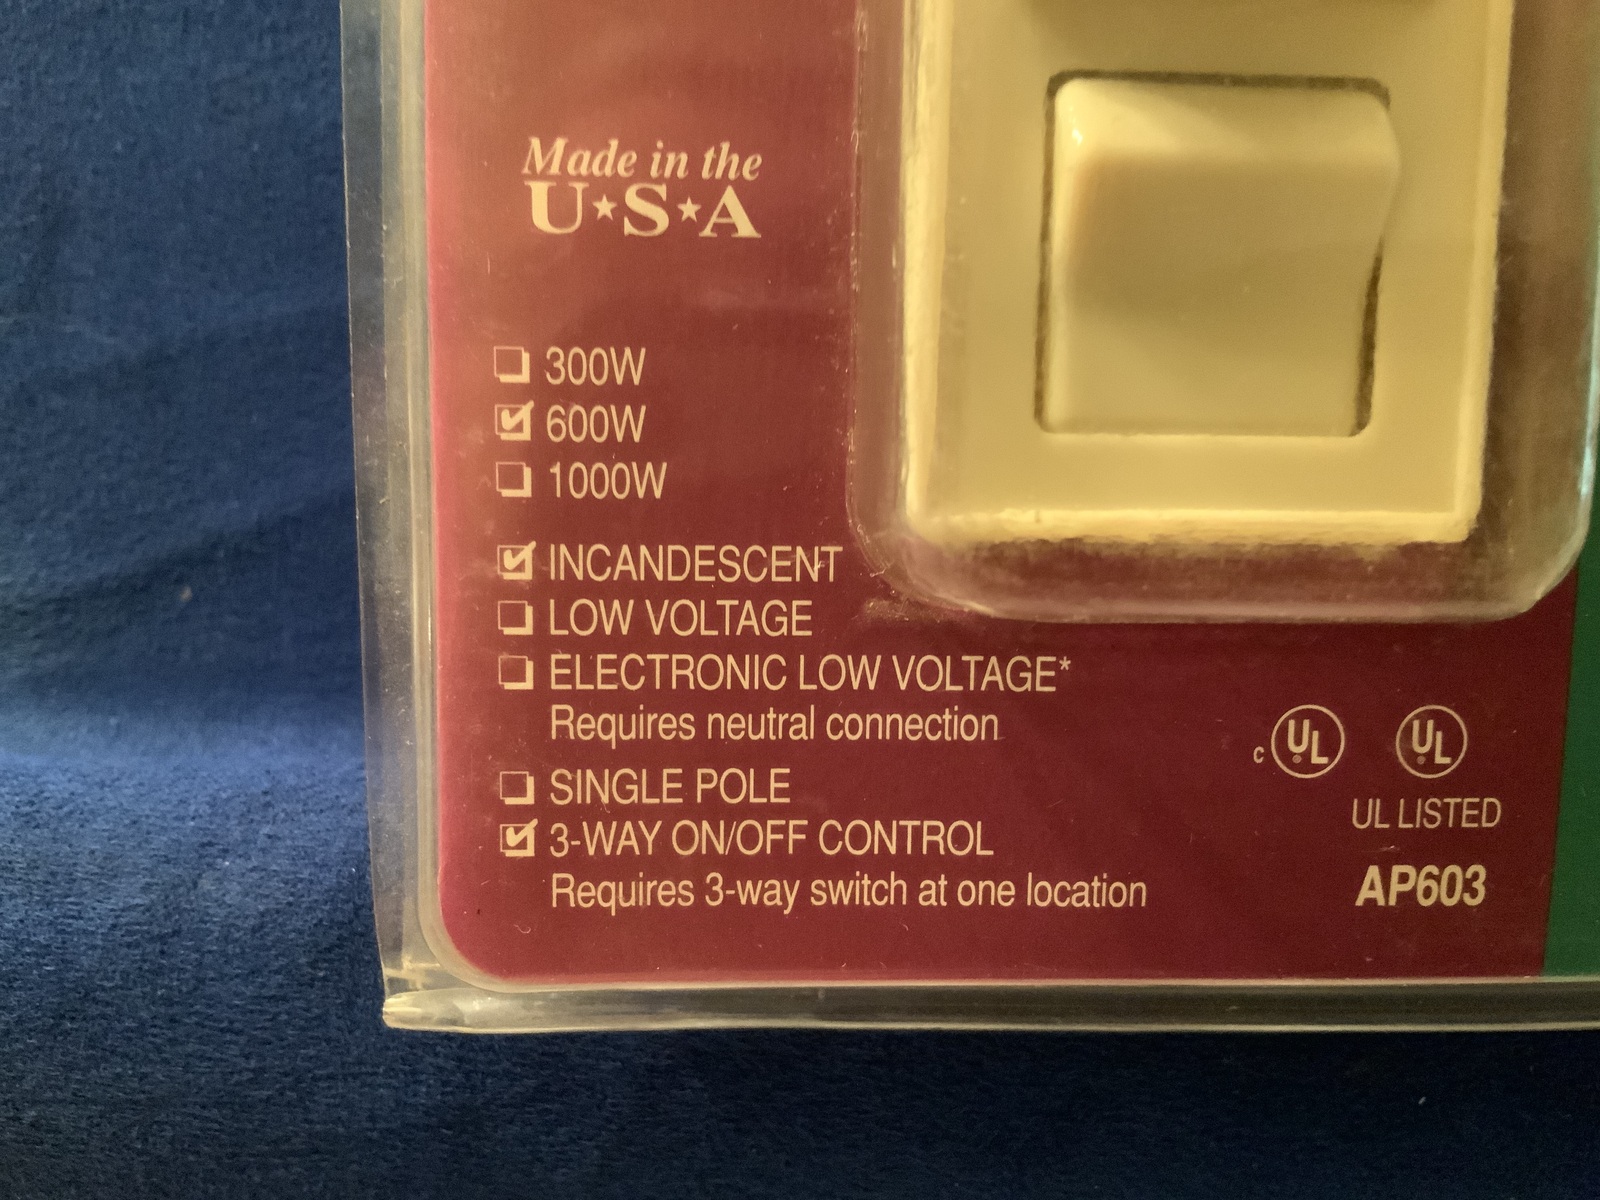 Made in the
U★S★A
300W
600W
1000W
INCANDESCENT
LOW VOLTAGE
ELECTRONIC LOW VOLTAGE*
Requires neutral connection
SINGLE POLE
3-WAY ON/OFF CONTROL
Requires 3-way switch at one location
c UL UL
UL LISTED
AP603